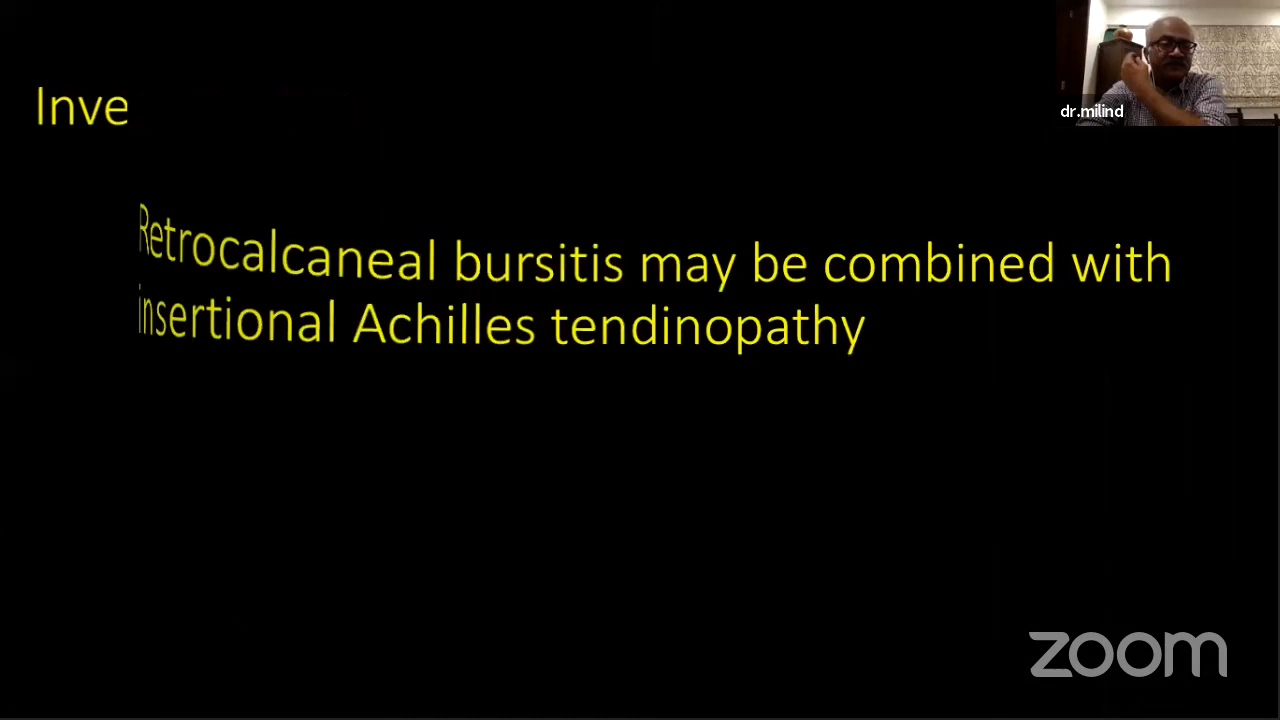 dr.milind
Inve
Retrocalcaneal bursitis may be combined with
insertional Achilles tendinopathy
zoom